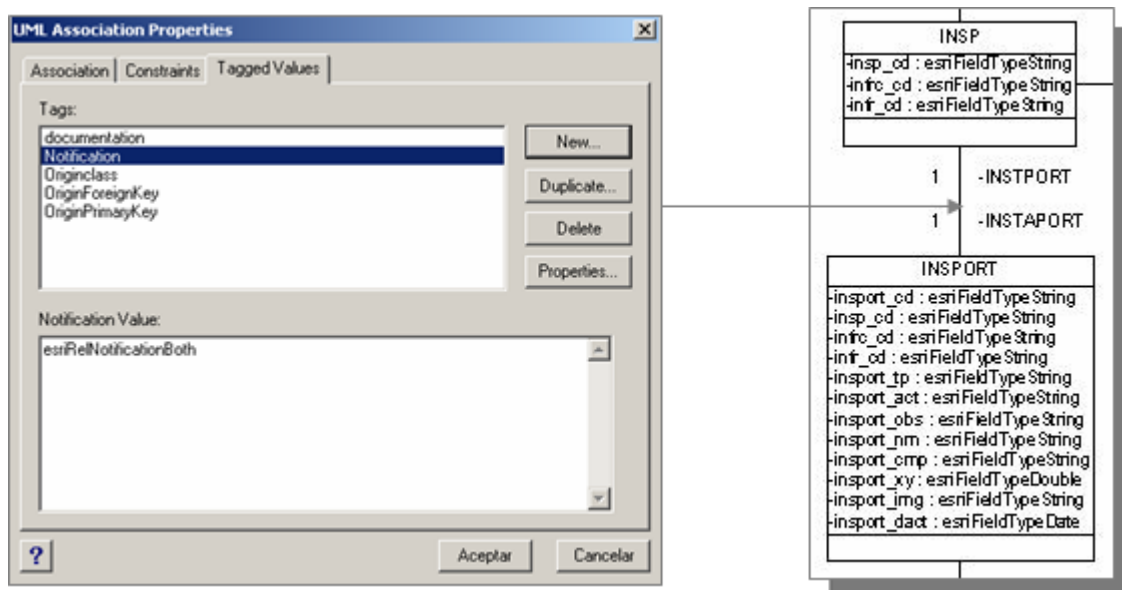 UML Association Properties
Association Constraints Tagged Values
Tags:
documentation
Notification
Originclass
OriginForeignKey
OriginPrimaryKey
New...
Duplicate...
Delete
Properties...
Notification Value:
esriRelNotificationBoth
?
Aceptar Cancelar
INSP
-insp_cd : esriFieldTypeString
-infrc_cd : esriFieldTypeString
-infr_cd : esriFieldTypeString
1 -INSTPORT
1 -INSTAPORT
INSPORT
-insport_cd : esriFieldTypeString
-insp_cd : esriFieldTypeString
-infrc_cd : esriFieldTypeString
-infr_cd : esriFieldTypeString
-insport_tp : esriFieldTypeString
-insport_act : esriFieldTypeString
-insport_obs : esriFieldTypeString
-insport_nm : esriFieldTypeString
-insport_cmp : esriFieldTypeString
-insport_xy : esriFieldTypeDouble
-insport_img : esriFieldTypeString
-insport_dact : esriFieldTypeDate